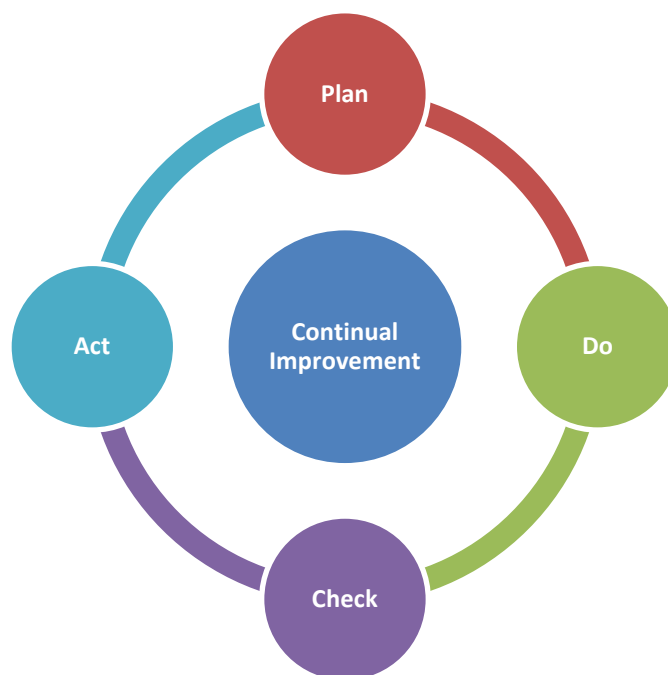 Plan
Do
Check
Act
Continual
Improvement